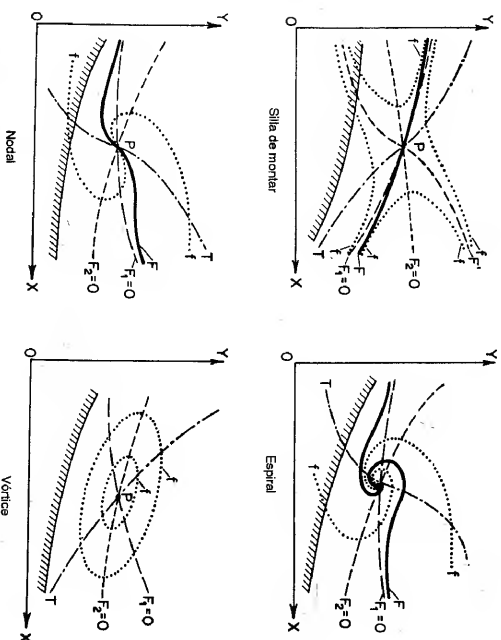 Y
f
f
F'
F₂=0
P
f
F
F₁=0
f
T
O
X
Silla de montar
Y
f
F
F₁=0
F₂=0
T
f
O
X
Espiral
Y
T
f
F
F₁=0
F₂=0
P
f
O
X
Nodal
Y
f
f
P
F₁=0
F₂=0
T
O
X
Vórtice